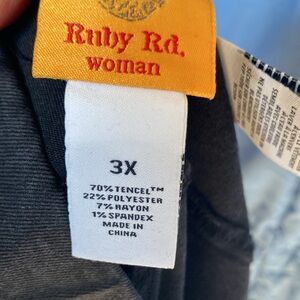 Ruby Rd.
woman
3X
70% TENCEL™
22% POLYESTER
7% RAYON
1% SPANDEX
MADE IN
CHINA